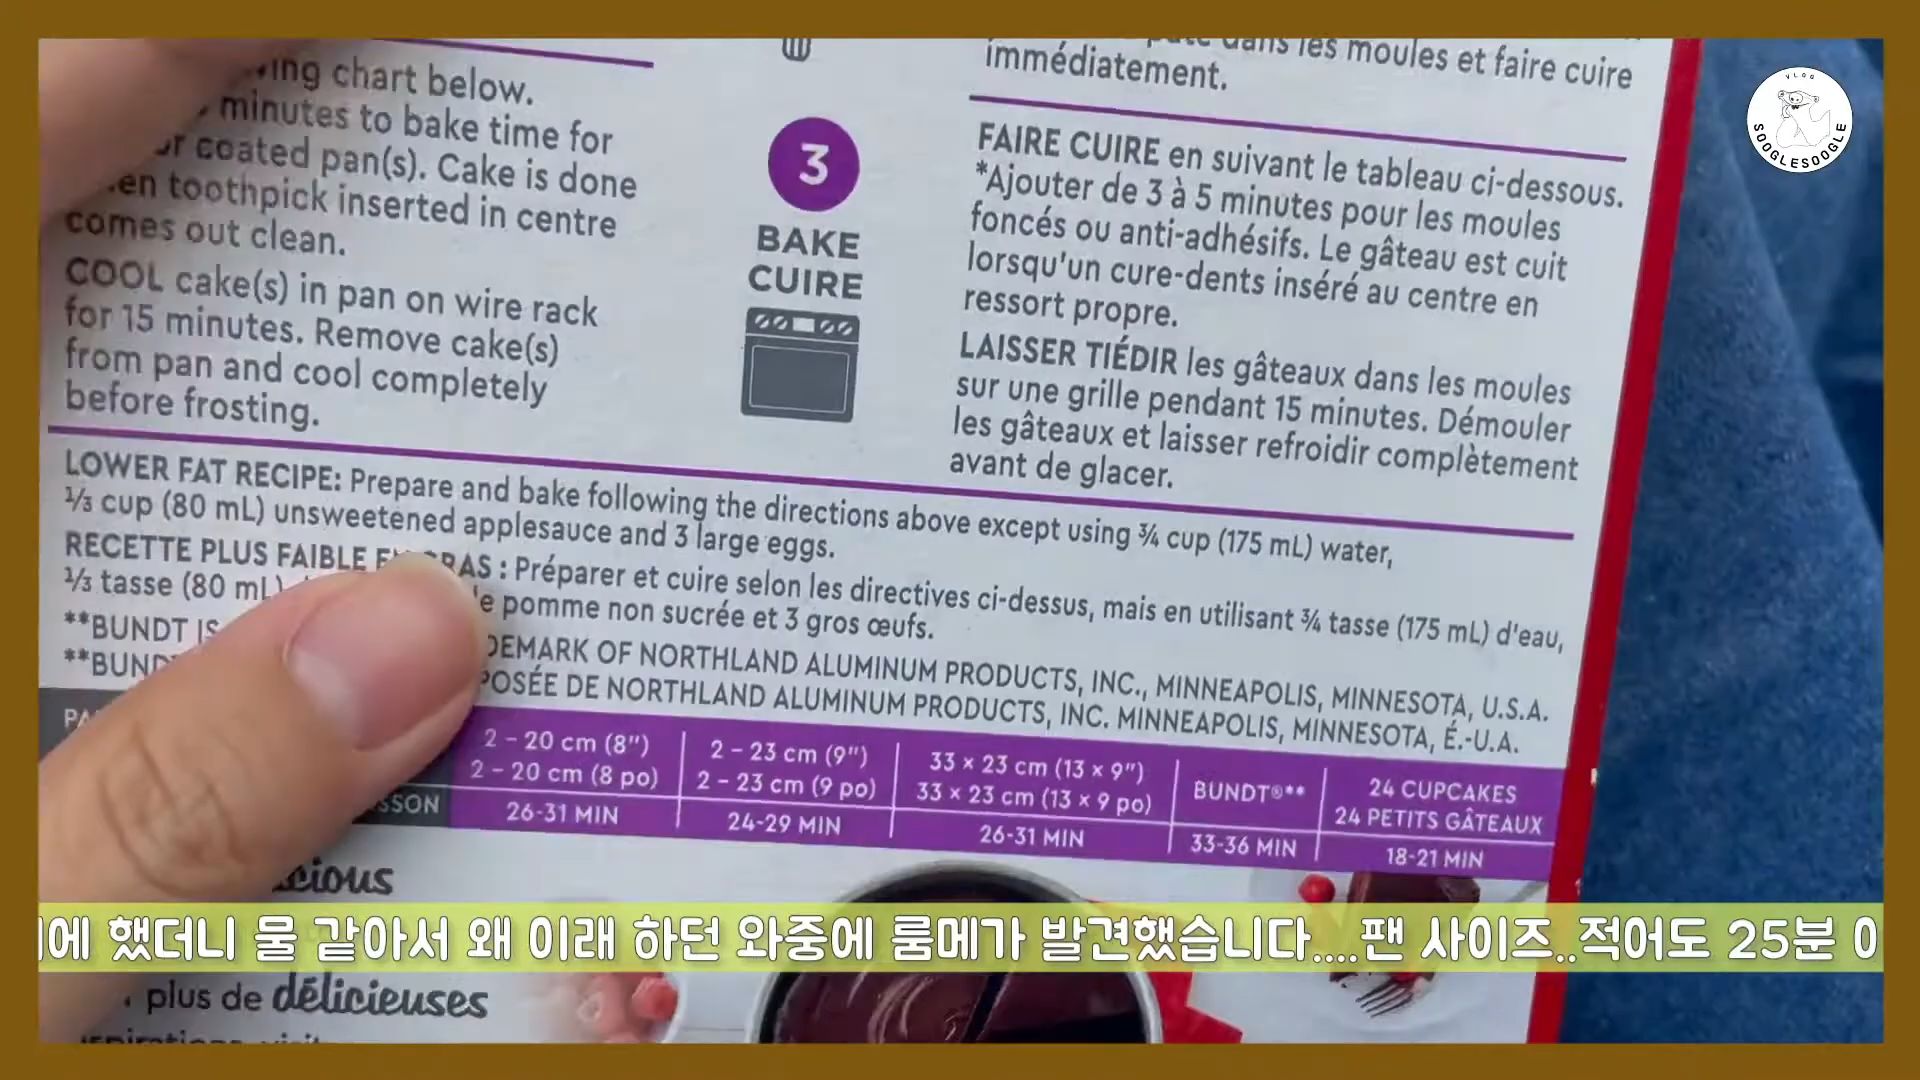 chart below.
minutes to bake time for
coated pan(s). Cake is done
toothpick inserted in centre
comes out clean.
COOL cake(s) in pan on wire rack
for 15 minutes. Remove cake(s)
from pan and cool completely
before frosting.
3
BAKE
CUIRE
dans les moules et faire cuire
immédiatement.
FAIRE CUIRE en suivant le tableau ci-dessous.
*Ajouter de 3 à 5 minutes pour les moules
foncés ou anti-adhésifs. Le gâteau est cuit
lorsqu'un cure-dents inséré au centre en
ressort propre.
LAISSER TIÉDIR les gâteaux dans les moules
sur une grille pendant 15 minutes. Démouler
les gâteaux et laisser refroidir complètement
avant de glacer.
VLOG
SOOGLESOOGLE
LOWER FAT RECIPE: Prepare and bake following the directions above except using ¾ cup (175 mL) water,
⅓ cup (80 mL) unsweetened applesauce and 3 large eggs.
RECETTE PLUS FAIBLE : Préparer et cuire selon les directives ci-dessus, mais en utilisant ¾ tasse (175 mL) d'eau,
⅓ tasse (80 mL) pomme non sucrée et 3 gros œufs.
**BUNDT OF NORTHLAND ALUMINUM PRODUCTS, INC., MINNEAPOLIS, MINNESOTA, U.S.A.
DE NORTHLAND ALUMINUM PRODUCTS, INC. MINNEAPOLIS, MINNESOTA, É.-U.A.
2 – 20 cm (8") 2 – 23 cm (9") 33 × 23 cm (13 × 9") BUNDT®** 24 CUPCAKES
2 – 20 cm (8 po) 2 – 23 cm (9 po) 33 × 23 cm (13 × 9 po) 24 PETITS GÂTEAUX
26-31 MIN 24-29 MIN 26-31 MIN 33-36 MIN 18-21 MIN
했더니 물 같아서 왜 이래 하던 와중에 룸메가 발견했습니다....팬 사이즈..적어도 25분
plus de délicieuses